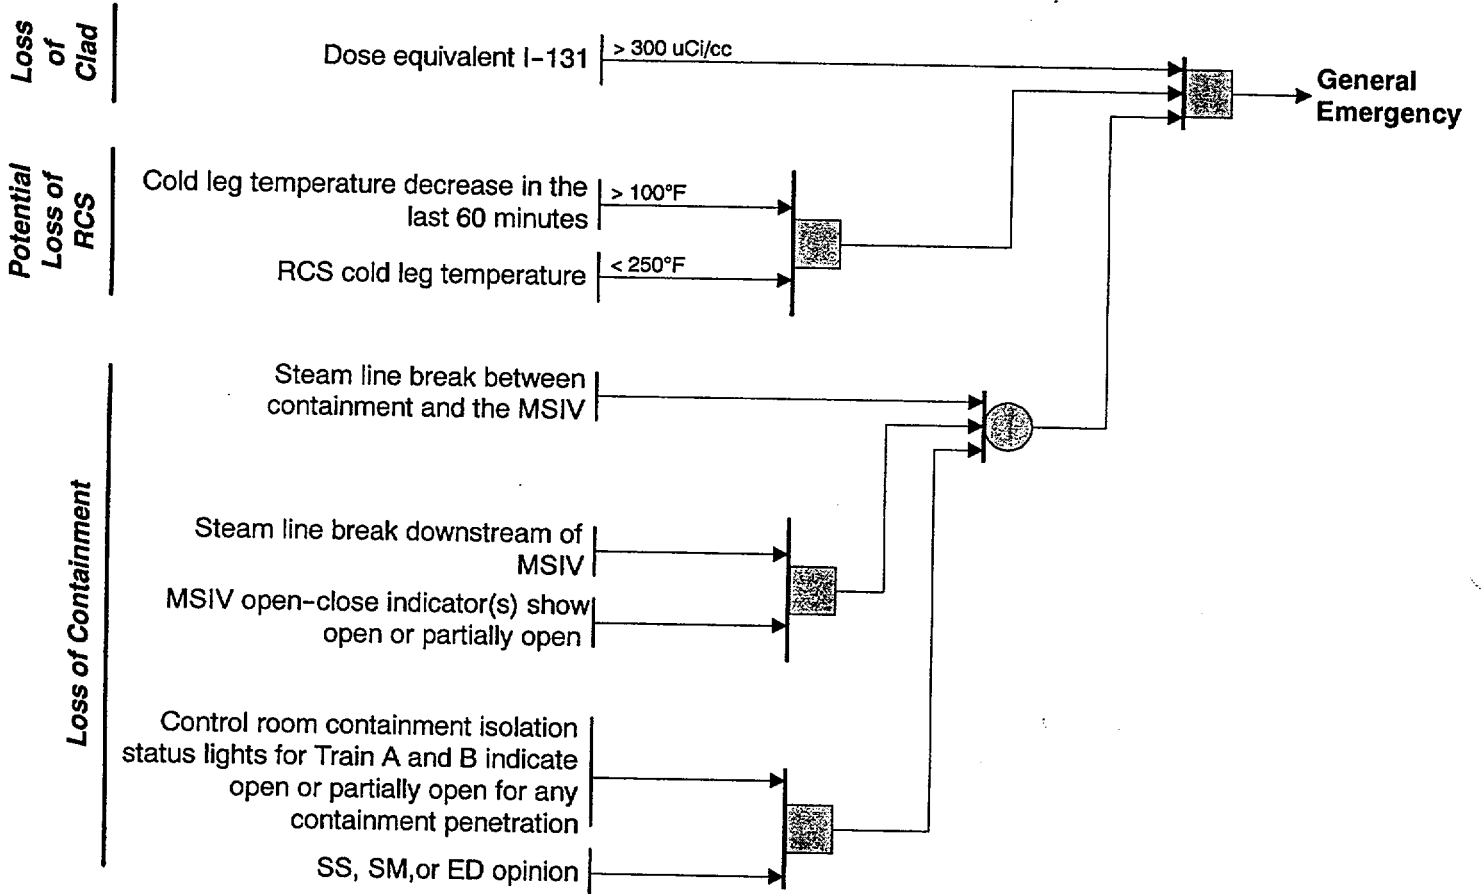 Loss
of
Clad
Dose equivalent I-131
> 300 uCi/cc
General
Emergency
Potential
Loss of
RCS
Cold leg temperature decrease in the
last 60 minutes
> 100°F
RCS cold leg temperature
< 250°F
Loss of Containment
Steam line break between
containment and the MSIV
Steam line break downstream of
MSIV
MSIV open-close indicator(s) show
open or partially open
Control room containment isolation
status lights for Train A and B indicate
open or partially open for any
containment penetration
SS, SM,or ED opinion